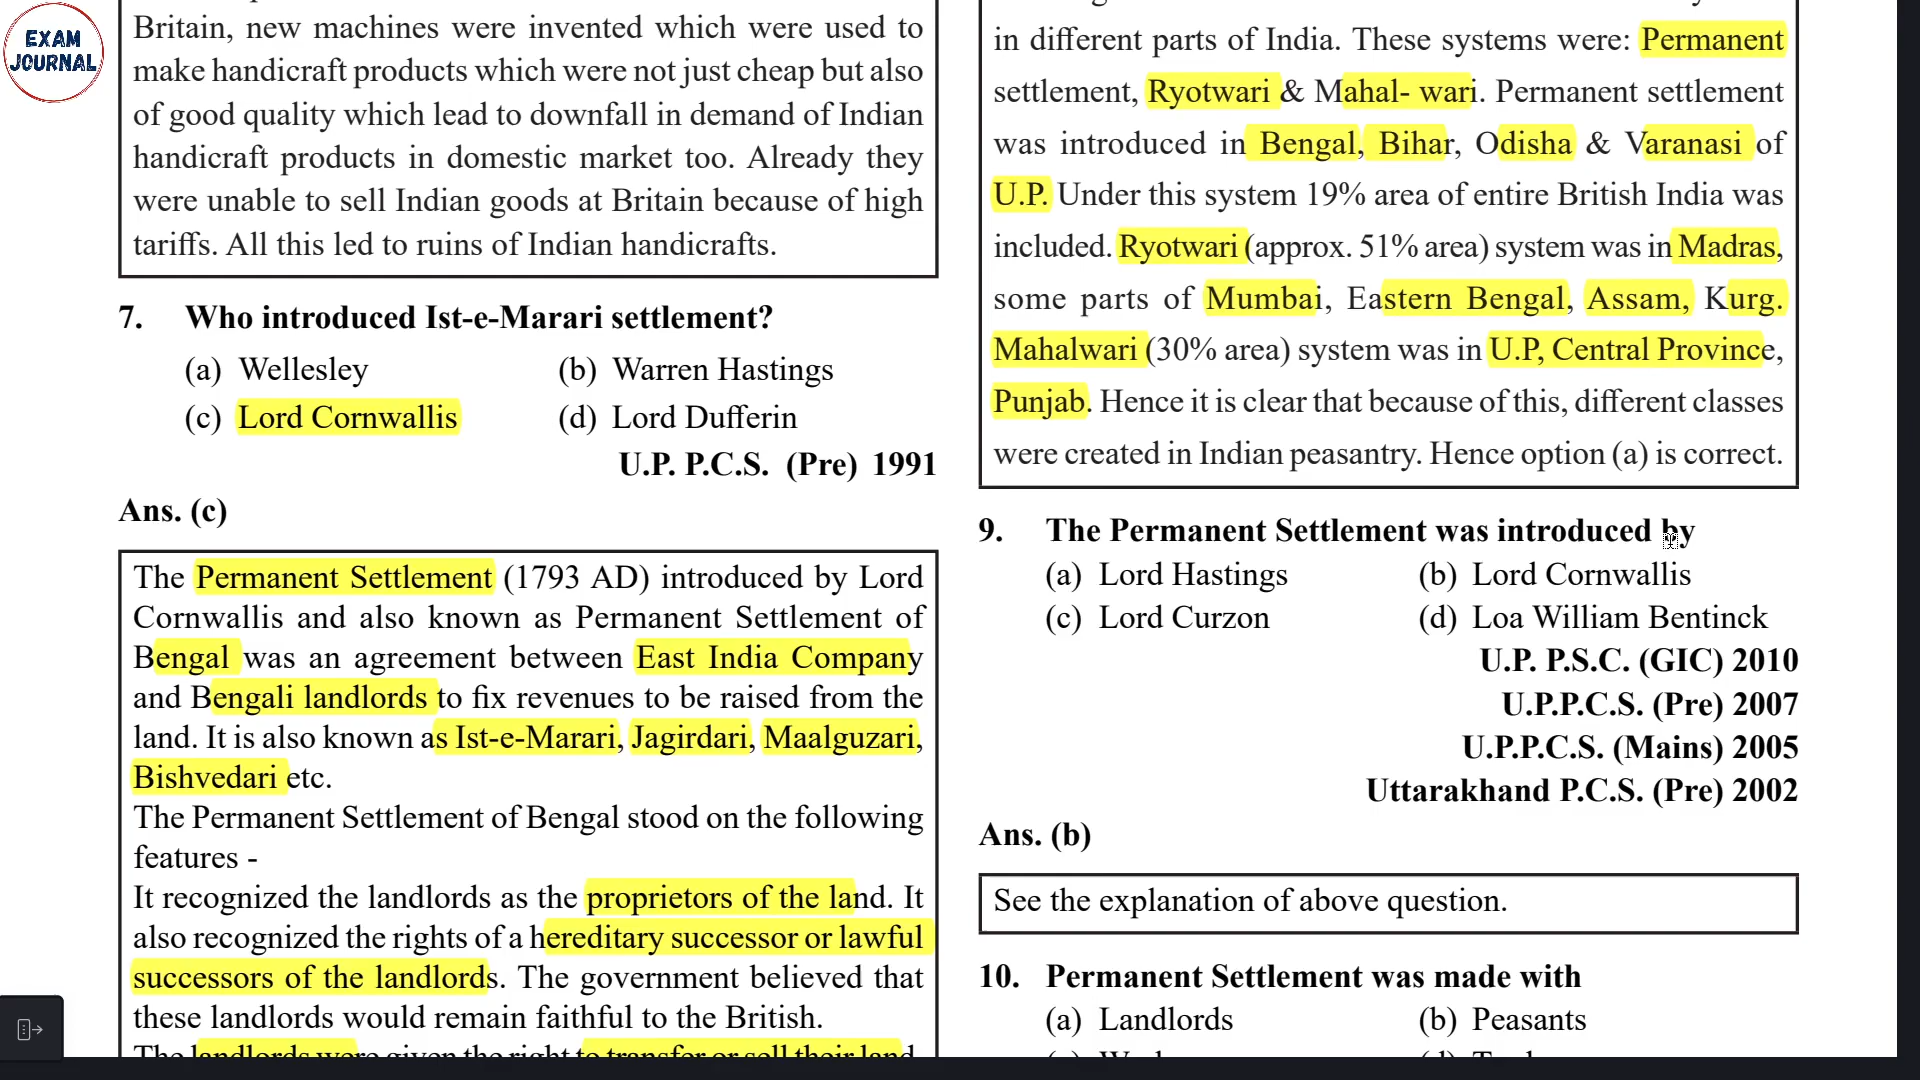 EXAM
JOURNAL
Britain, new machines were invented which were used to
make handicraft products which were not just cheap but also
of good quality which lead to downfall in demand of Indian
handicraft products in domestic market too. Already they
were unable to sell Indian goods at Britain because of high
tariffs. All this led to ruins of Indian handicrafts.
7. Who introduced Ist-e-Marari settlement?
(a) Wellesley (b) Warren Hastings
(c) Lord Cornwallis (d) Lord Dufferin
U.P. P.C.S. (Pre) 1991
Ans. (c)
The Permanent Settlement (1793 AD) introduced by Lord
Cornwallis and also known as Permanent Settlement of
Bengal was an agreement between East India Company
and Bengali landlords to fix revenues to be raised from the
land. It is also known as Ist-e-Marari, Jagirdari, Maalguzari,
Bishvedari etc.
The Permanent Settlement of Bengal stood on the following
features -
It recognized the landlords as the proprietors of the land. It
also recognized the rights of a hereditary successor or lawful
successors of the landlords. The government believed that
these landlords would remain faithful to the British.
The landlords were given the right to transfer or sell their land
in different parts of India. These systems were: Permanent
settlement, Ryotwari & Mahal- wari. Permanent settlement
was introduced in Bengal, Bihar, Odisha & Varanasi of
U.P. Under this system 19% area of entire British India was
included. Ryotwari (approx. 51% area) system was in Madras,
some parts of Mumbai, Eastern Bengal, Assam, Kurg.
Mahalwari (30% area) system was in U.P, Central Province,
Punjab. Hence it is clear that because of this, different classes
were created in Indian peasantry. Hence option (a) is correct.
9. The Permanent Settlement was introduced by
(a) Lord Hastings (b) Lord Cornwallis
(c) Lord Curzon (d) Loa William Bentinck
U.P. P.S.C. (GIC) 2010
U.P.P.C.S. (Pre) 2007
U.P.P.C.S. (Mains) 2005
Uttarakhand P.C.S. (Pre) 2002
Ans. (b)
See the explanation of above question.
10. Permanent Settlement was made with
(a) Landlords (b) Peasants